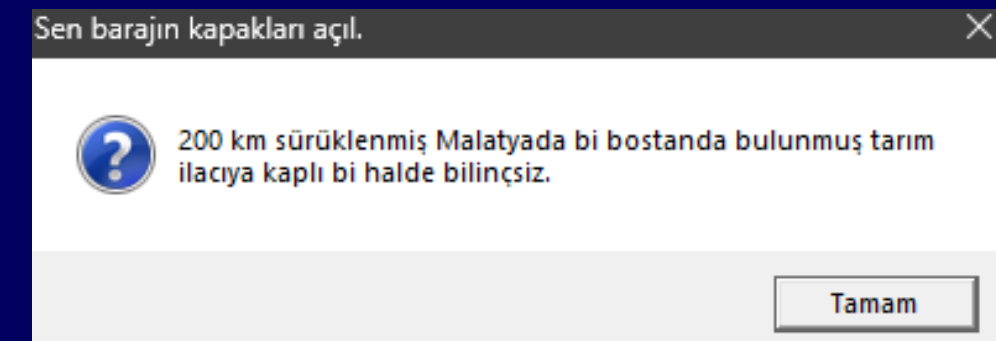 Sen barajın kapakları açıl.
200 km sürüklenmiş Malatyada bi bostanda bulunmuş tarım
ilacıya kaplı bi halde bilinçsiz.
Tamam